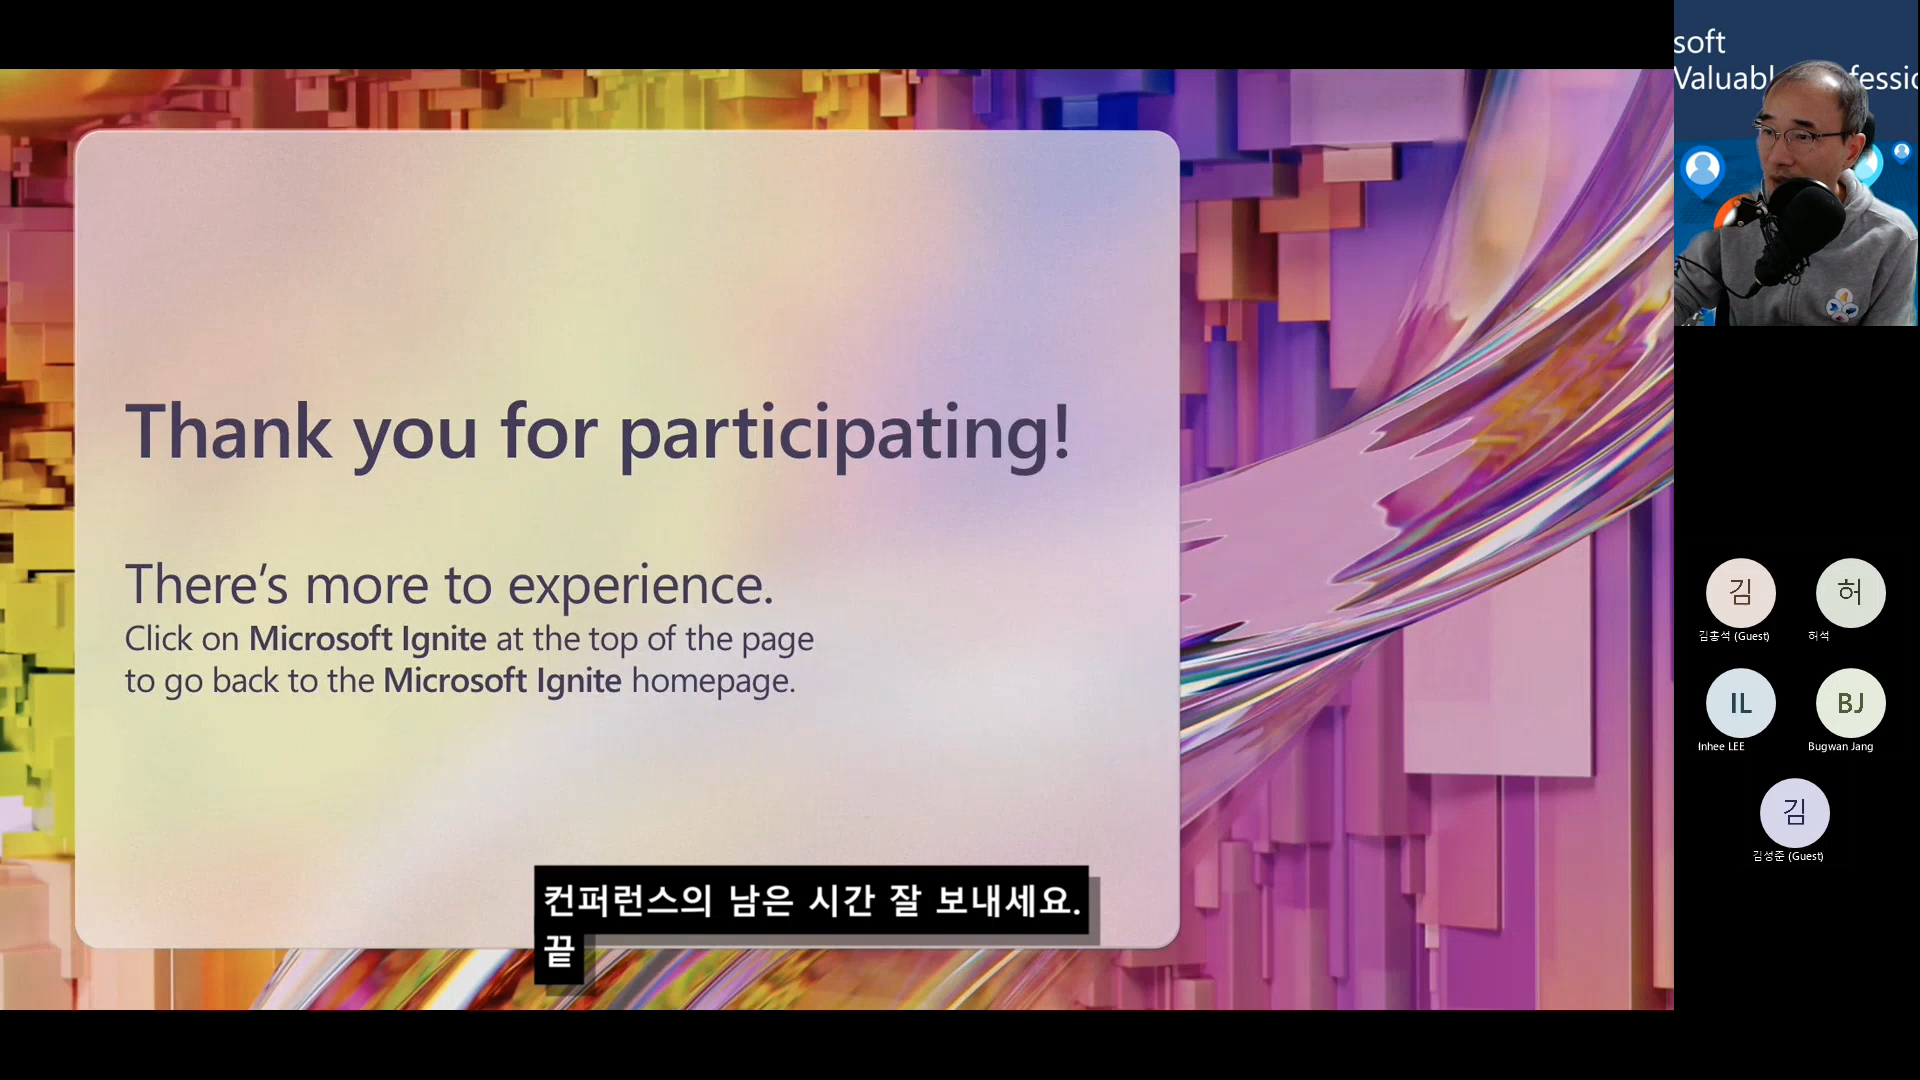 Thank you for participating!
There's more to experience.
Click on Microsoft Ignite at the top of the page
to go back to the Microsoft Ignite homepage.
컨퍼런스의 남은 시간 잘 보내세요.
끝
soft
Valuabl fessio
김
허
김홍석 (Guest)
허석
IL
BJ
Inhee LEE
Bugwan Jang
김
김성준 (Guest)